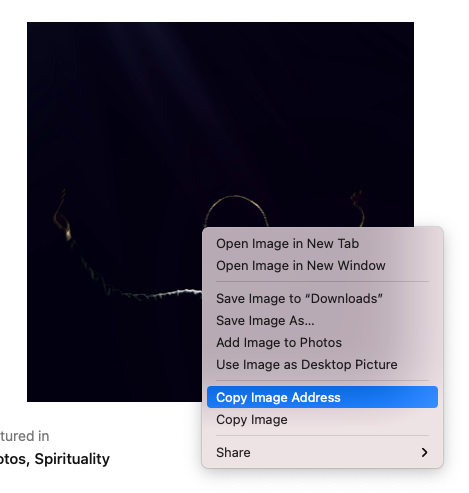 Open Image in New Tab
Open Image in New Window
Save Image to “Downloads”
Save Image As...
Add Image to Photos
Use Image as Desktop Picture
Copy Image Address
Copy Image
Share
tured in
otos, Spirituality